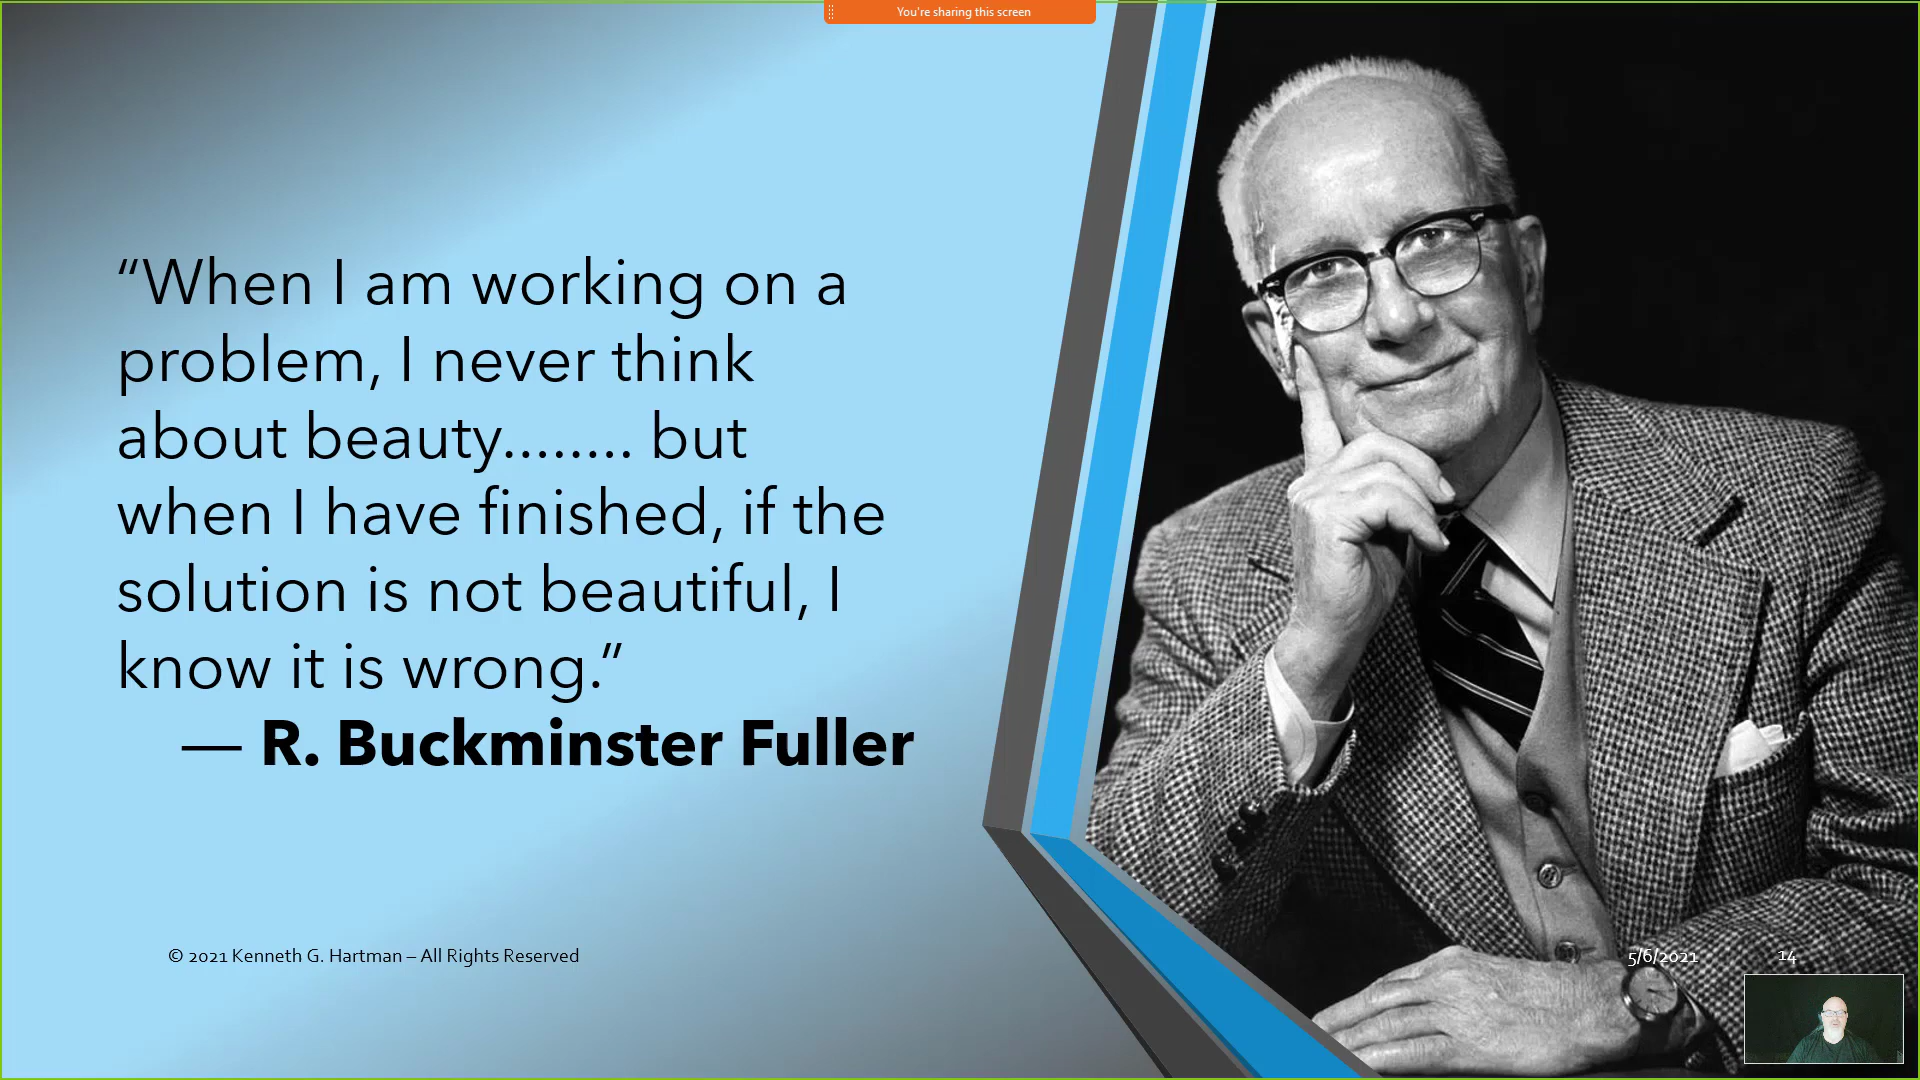 You're sharing this screen
“When I am working on a
problem, I never think
about beauty........ but
when I have finished, if the
solution is not beautiful, I
know it is wrong.”
— R. Buckminster Fuller
© 2021 Kenneth G. Hartman – All Rights Reserved
5/6/2021
14